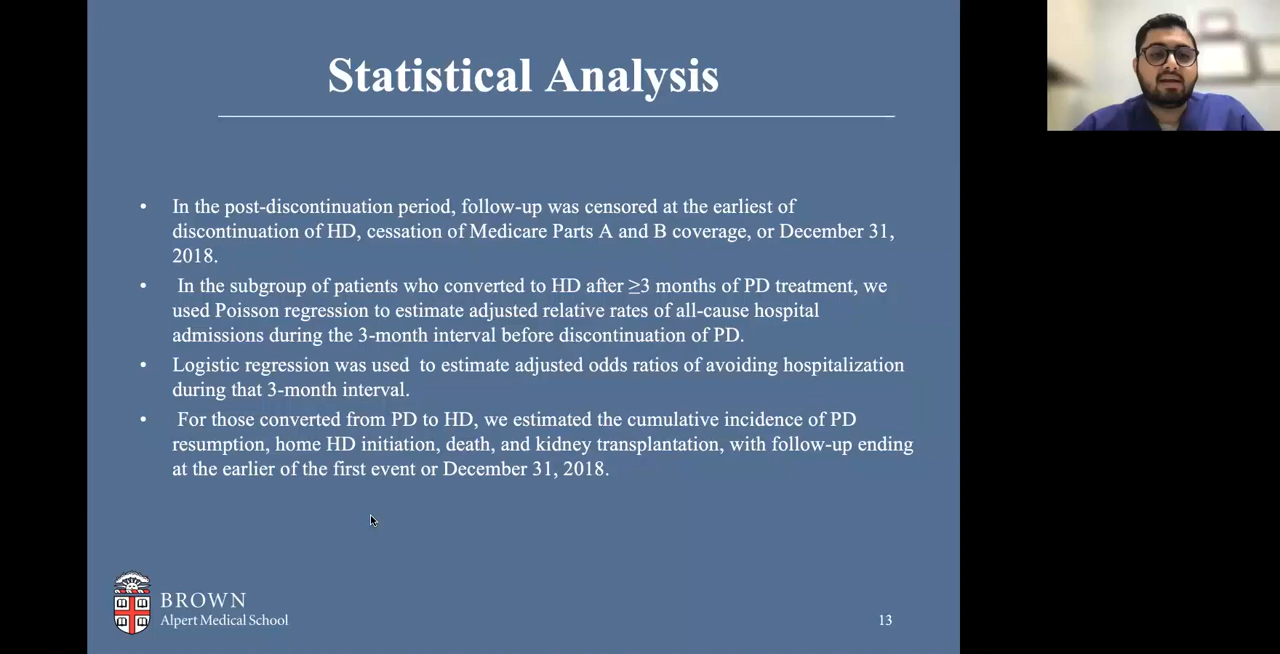 Statistical Analysis
• In the post-discontinuation period, follow-up was censored at the earliest of
discontinuation of HD, cessation of Medicare Parts A and B coverage, or December 31,
2018.
• In the subgroup of patients who converted to HD after ≥3 months of PD treatment, we
used Poisson regression to estimate adjusted relative rates of all-cause hospital
admissions during the 3-month interval before discontinuation of PD.
• Logistic regression was used  to estimate adjusted odds ratios of avoiding hospitalization
during that 3-month interval.
• For those converted from PD to HD, we estimated the cumulative incidence of PD
resumption, home HD initiation, death, and kidney transplantation, with follow-up ending
at the earlier of the first event or December 31, 2018.
BROWN
Alpert Medical School
13